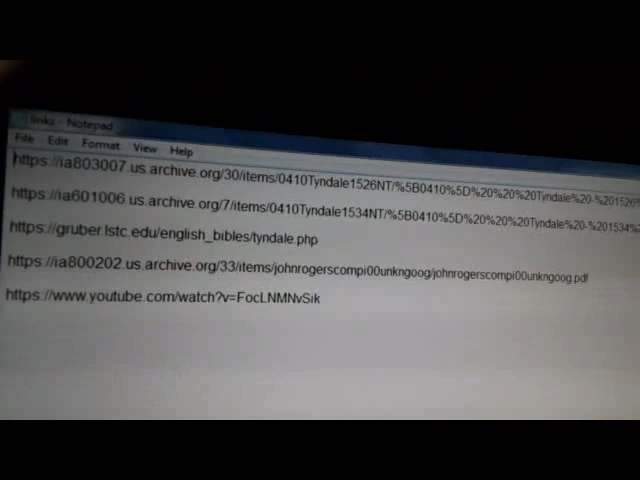 links - Notepad
File Edit Format View Help
https://ia803007.us.archive.org/30/items/0410Tyndale1526NT/%5B0410%5D%20%20%20Tyndale%20-%201526%
https://ia601006.us.archive.org/7/items/0410Tyndale1534NT/%5B0410%5D%20%20%20Tyndale%20-%201534%
https://gruber.lstc.edu/english_bibles/tyndale.php
https://ia800202.us.archive.org/33/items/johnrogerscompi00unkngoog/johnrogerscompi00unkngoog.pdf
https://www.youtube.com/watch?v=FocLNMNvSik